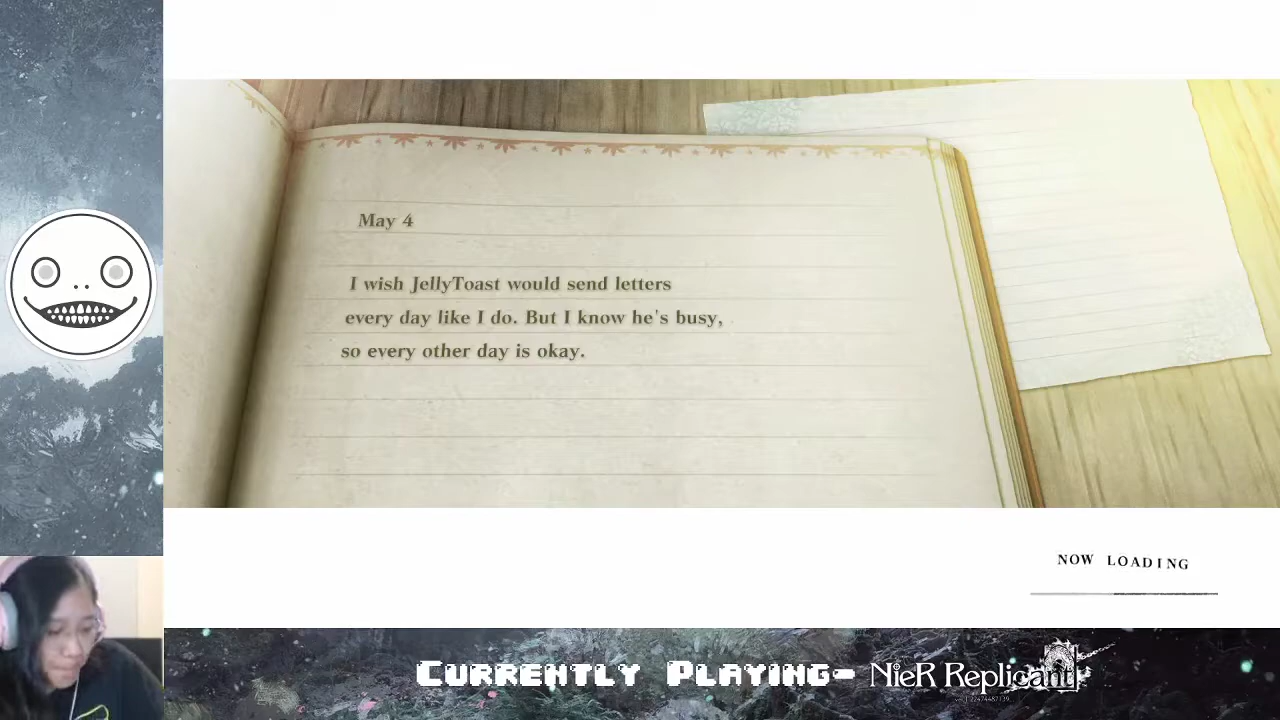 May 4
I wish JellyToast would send letters
every day like I do. But I know he's busy,
so every other day is okay.
NOW LOADING
CURRENTLY PLAYING- NieR Replicant